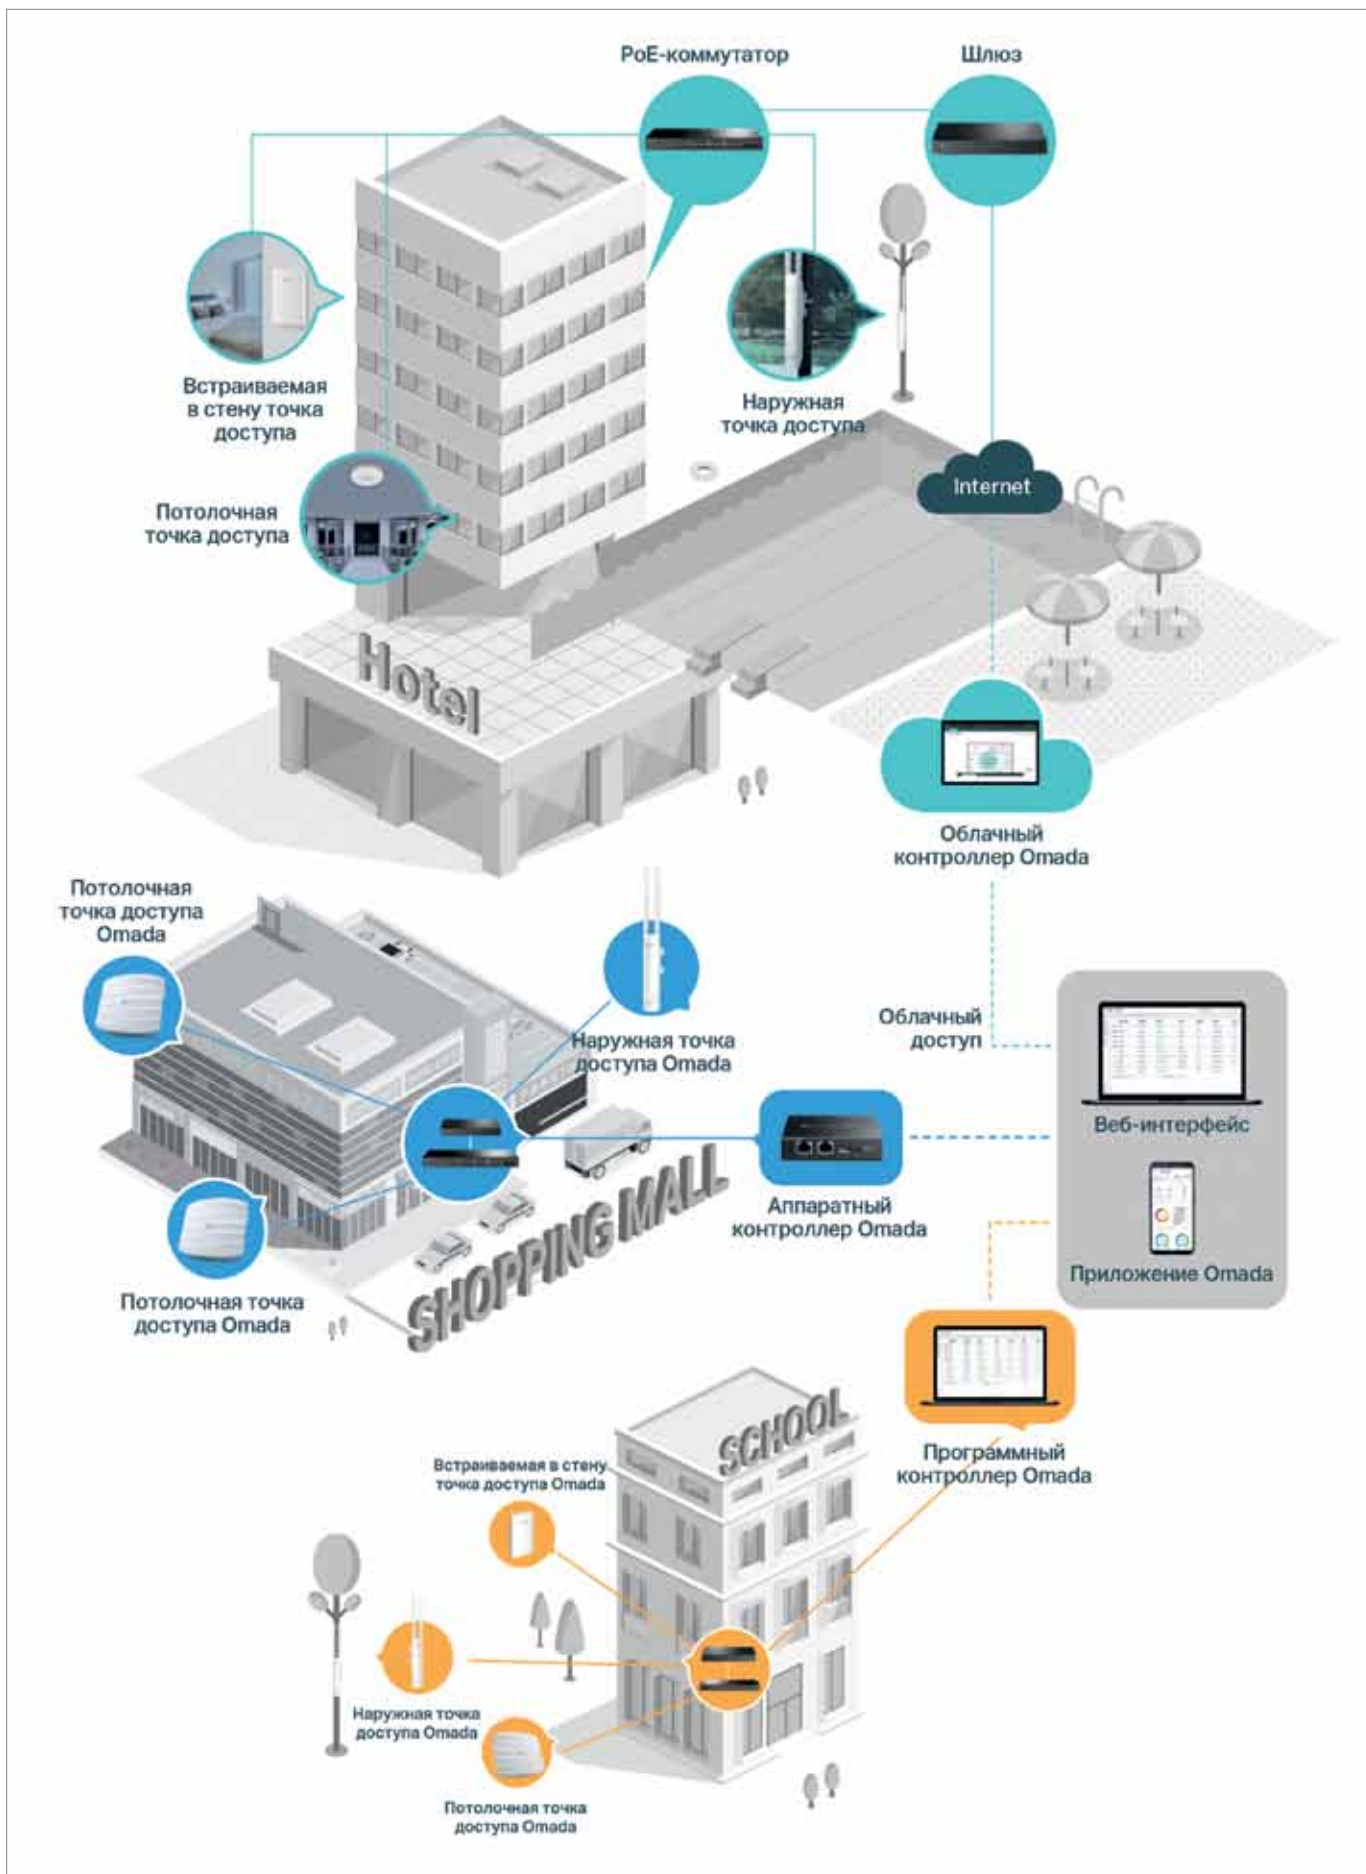 PoE-коммутатор
Шлюз
Встраиваемая
в стену точка
доступа
Наружная
точка доступа
Internet
Потолочная
точка доступа
Hotel
Облачный
контроллер Omada
Потолочная
точка доступа
Omada
Наружная точка
доступа Omada
Облачный
доступ
Веб-интерфейс
Аппаратный
контроллер Omada
SHOPPING MALL
Приложение Omada
Потолочная точка
доступа Omada
SCHOOL
Программный
контроллер Omada
Встраиваемая в стену
точка доступа Omada
Наружная точка
доступа Omada
Потолочная точка
доступа Omada